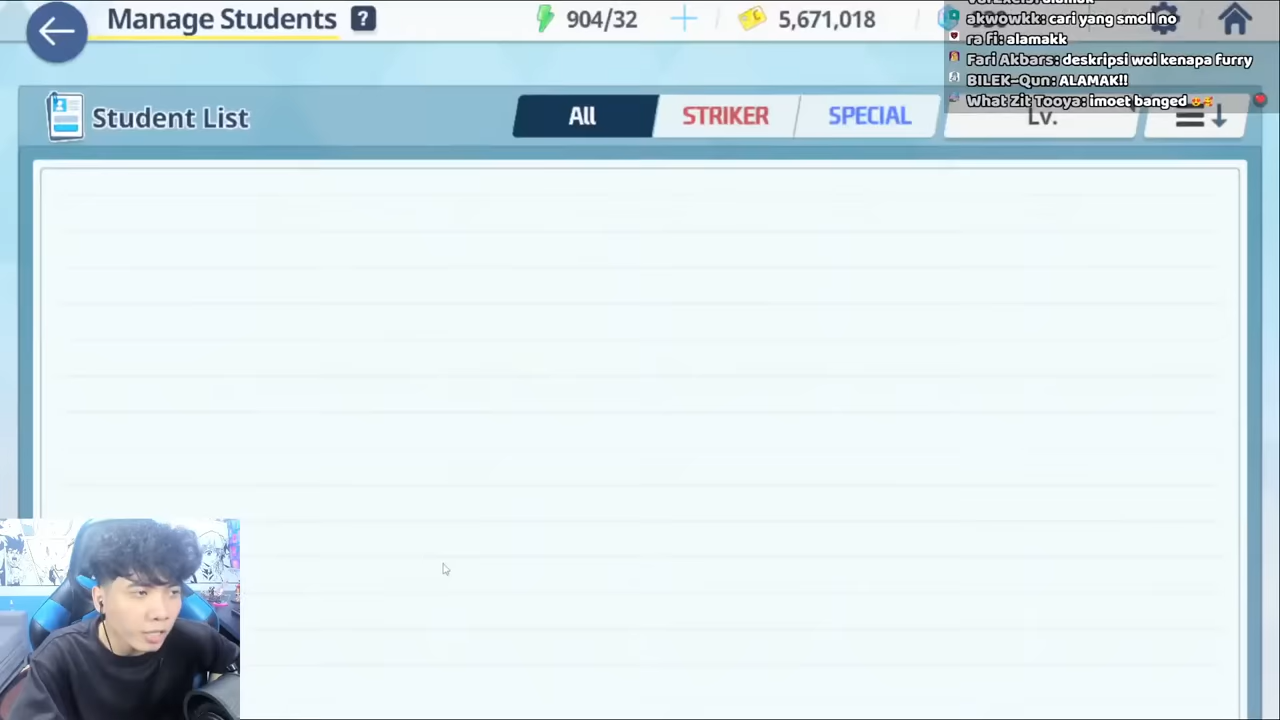 Manage Students ?
904/32
5,671,018
akwowkk: cari yang smoll no
ra fi: alamakk
Fari Akbars: deskripsi woi kenapa furry
BILEK-Qun: ALAMAK!!
What Zit Tooya: imoet banged
Student List
All
STRIKER
SPECIAL
Lv.